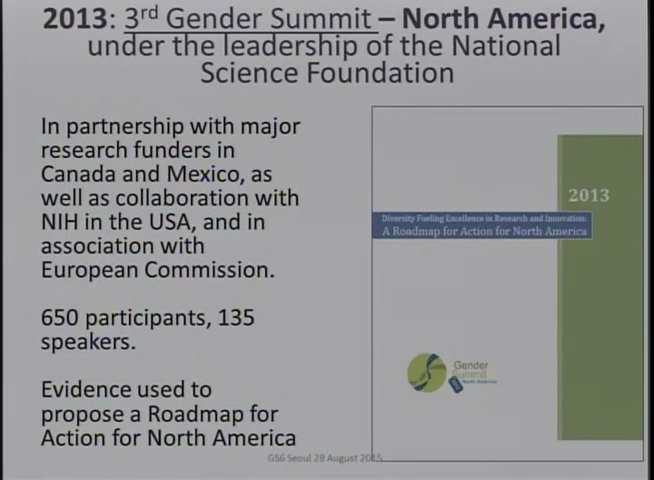 2013: 3rd Gender Summit – North America,
under the leadership of the National
Science Foundation
In partnership with major
research funders in
Canada and Mexico, as
well as collaboration with
NIH in the USA, and in
association with
European Commission.
650 participants, 135
speakers.
Evidence used to
propose a Roadmap for
Action for North America
2013
Diversity Fueling Excellence in Research and Innovation:
A Roadmap for Action for North America
Gender
Summit
North America
GS6 Seoul 28 August 2015